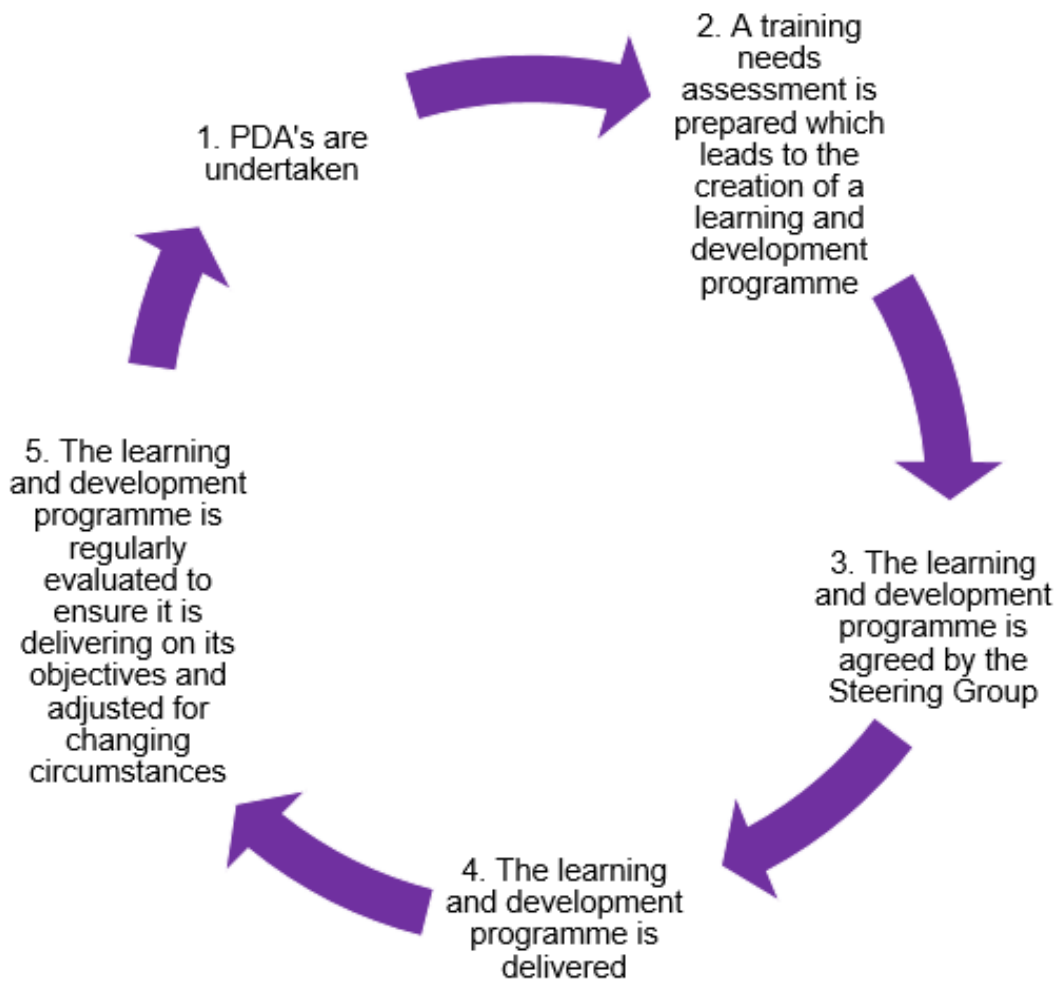 1. PDA's are
undertaken
2. A training
needs
assessment is
prepared which
leads to the
creation of a
learning and
development
programme
3. The learning
and development
programme is
agreed by the
Steering Group
4. The learning
and development
programme is
delivered
5. The learning
and development
programme is
regularly
evaluated to
ensure it is
delivering on its
objectives and
adjusted for
changing
circumstances